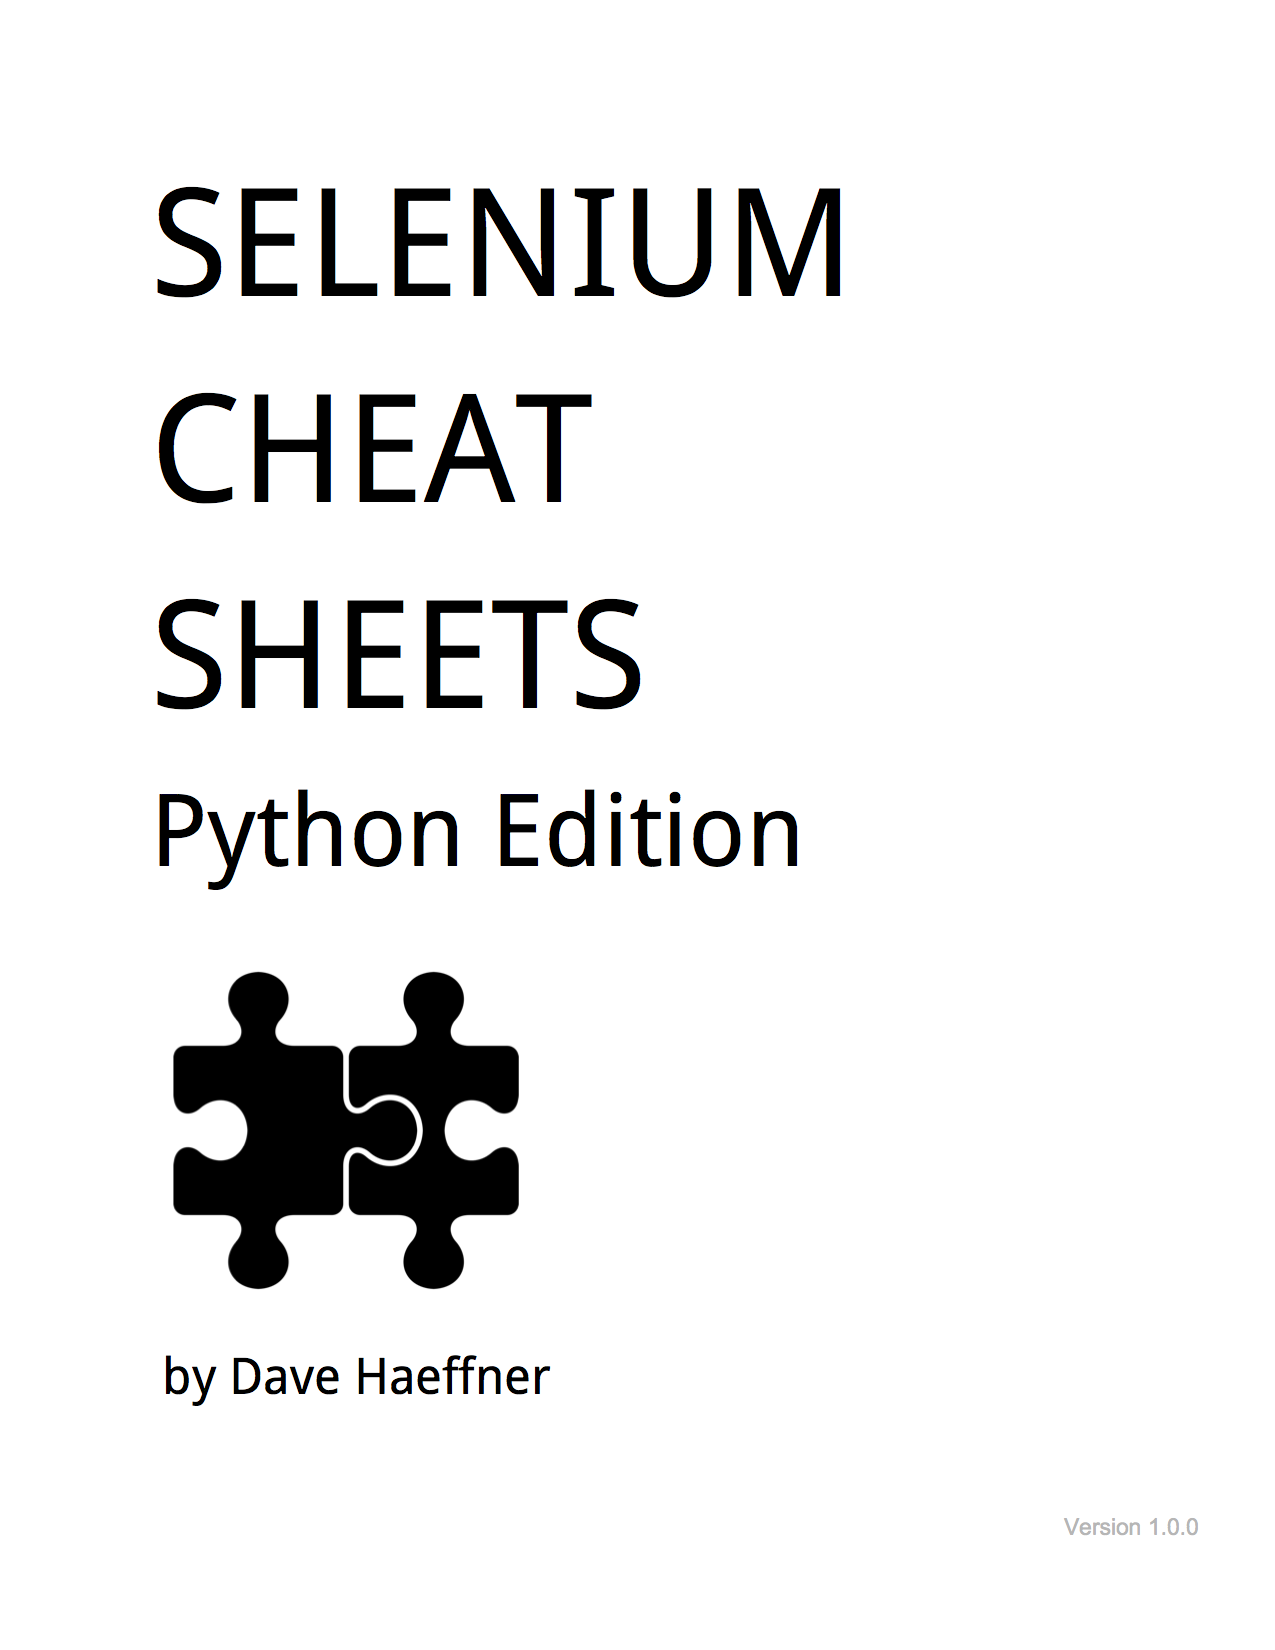 SELENIUM
CHEAT
SHEETS
Python Edition
by Dave Haeffner
Version 1.0.0